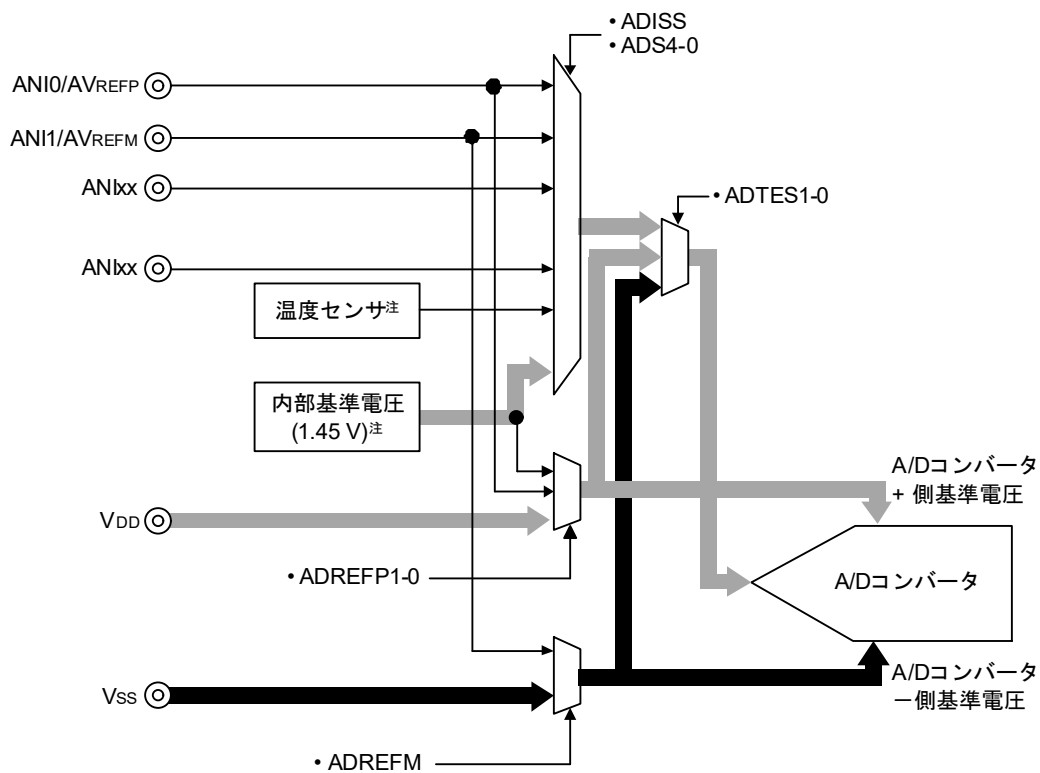 • ADISS
• ADS4-0
ANI0/AVREFP
ANI1/AVREFM
ANIxx
• ADTES1-0
ANIxx
温度センサ注
内部基準電圧
(1.45 V)注
A/Dコンバータ
+ 側基準電圧
VDD
• ADREFP1-0
A/Dコンバータ
A/Dコンバータ
−側基準電圧
VSS
• ADREFM